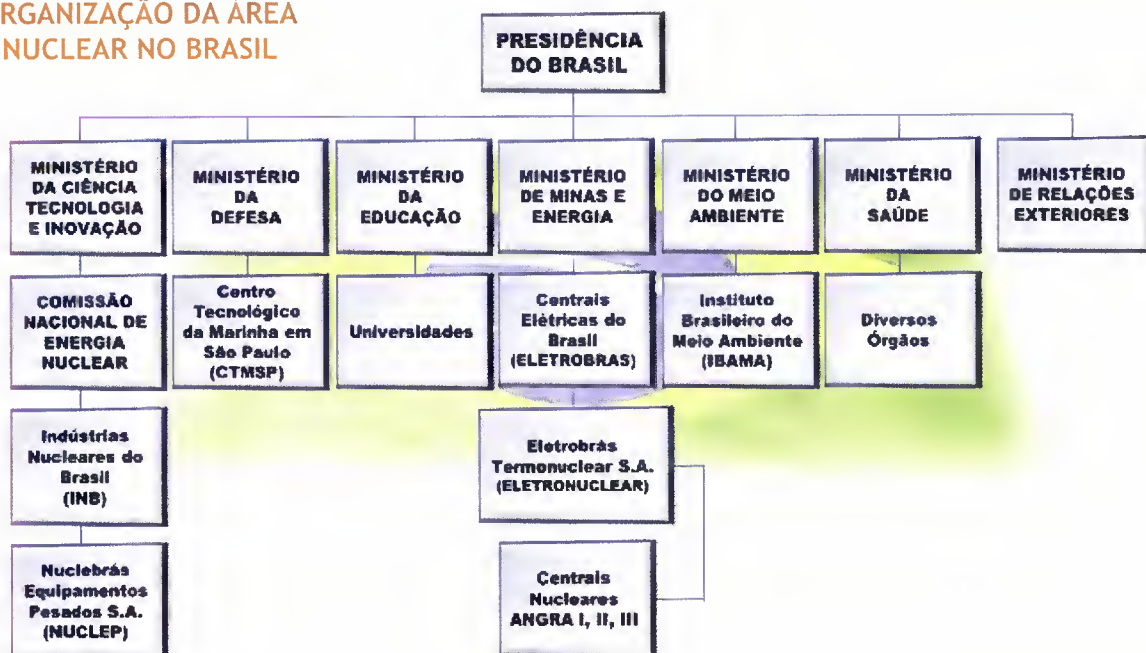 RGANIZAÇÃO DA ÁREA
NUCLEAR NO BRASIL
PRESIDÊNCIA
DO BRASIL
MINISTÉRIO
DA CIÊNCIA
TECNOLOGIA
E INOVAÇÃO
MINISTÉRIO
DA
DEFESA
MINISTÉRIO
DA
EDUCAÇÃO
MINISTÉRIO
DE MINAS E
ENERGIA
MINISTÉRIO
DO MEIO
AMBIENTE
MINISTÉRIO
DA
SAÚDE
MINISTÉRIO
DE RELAÇÕES
EXTERIORES
COMISSÃO
NACIONAL DE
ENERGIA
NUCLEAR
Centro
Tecnológico
da Marinha em
São Paulo
(CTMSP)
Universidades
Centrais
Elétricas do
Brasil
(ELETROBRAS)
Instituto
Brasileiro do
Meio Ambiente
(IBAMA)
Diversos
Órgãos
Indústrias
Nucleares do
Brasil
(INB)
Eletrobrás
Termonuclear S.A.
(ELETRONUCLEAR)
Nuclebrás
Equipamentos
Pesados S.A.
(NUCLEP)
Centrais
Nucleares
ANGRA I, II, III